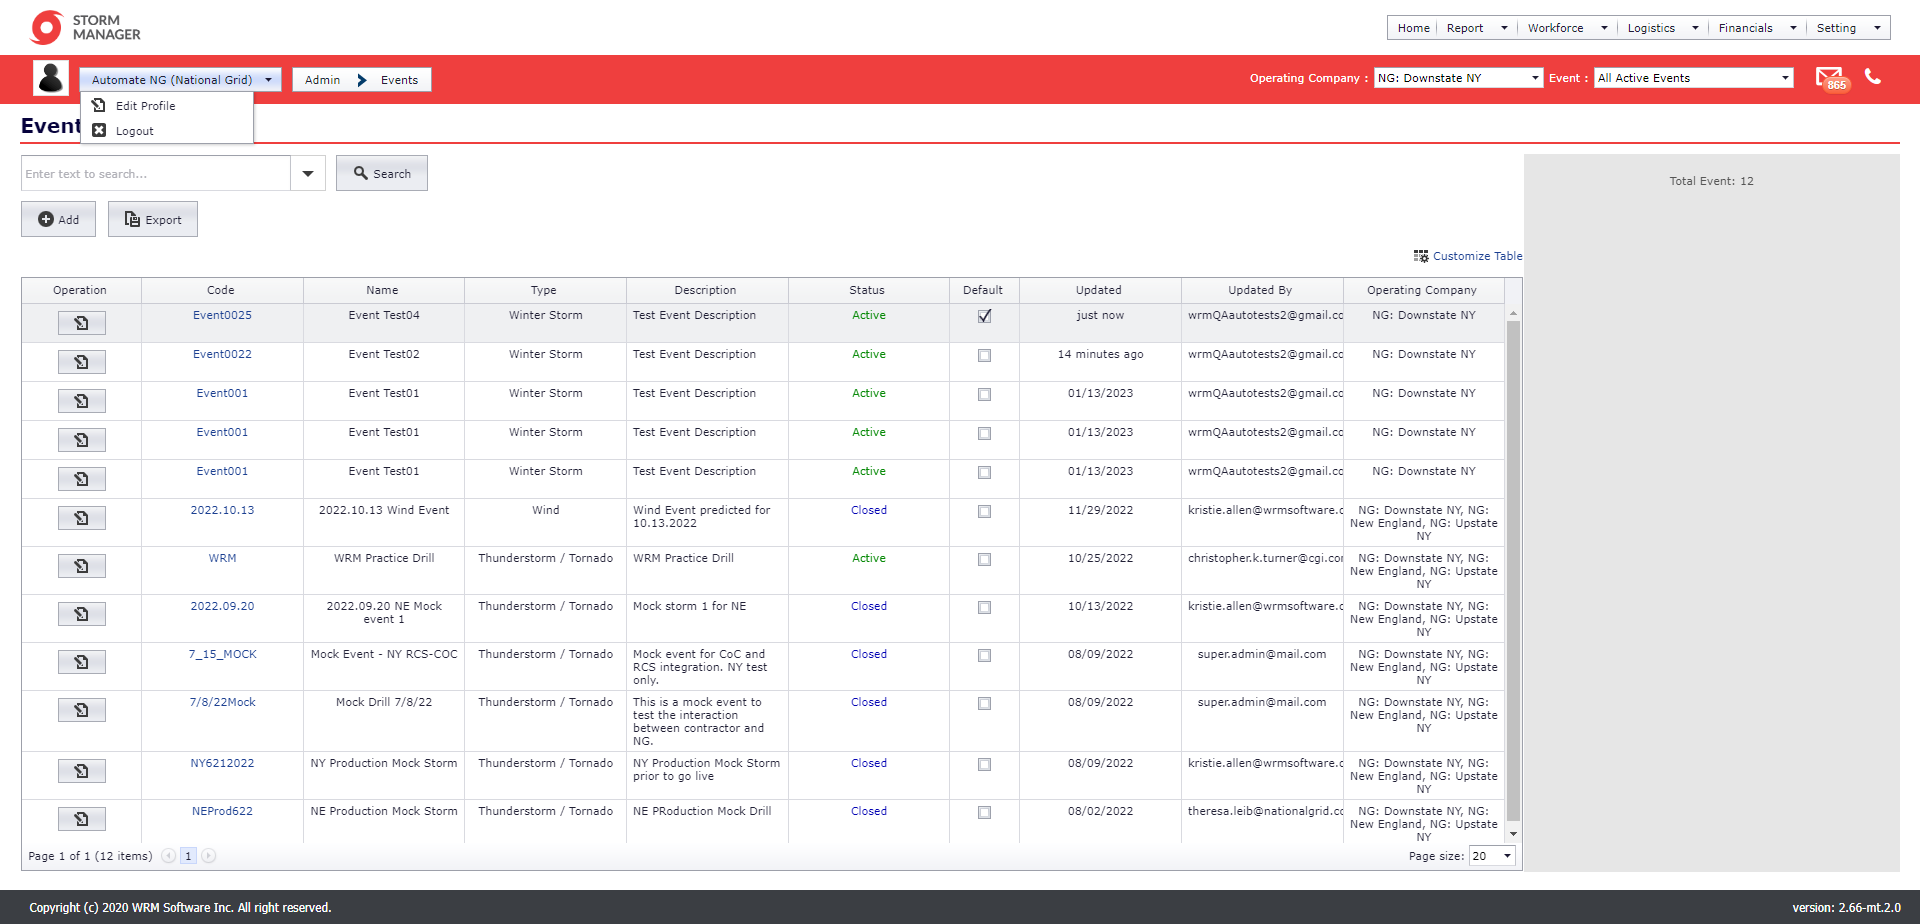 STORM
MANAGER
Home Report Workforce Logistics Financials Setting
Automate NG (National Grid) Admin Events Operating Company : NG: Downstate NY Event : All Active Events 865
Edit Profile
Logout
Event
Enter text to search... Search
Total Event: 12
Add Export
Customize Table
Operation Code Name Type Description Status Default Updated Updated By Operating Company
Event0025 Event Test04 Winter Storm Test Event Description Active just now wrmQAautotests2@gmail.co NG: Downstate NY
Event0022 Event Test02 Winter Storm Test Event Description Active 14 minutes ago wrmQAautotests2@gmail.co NG: Downstate NY
Event001 Event Test01 Winter Storm Test Event Description Active 01/13/2023 wrmQAautotests2@gmail.co NG: Downstate NY
Event001 Event Test01 Winter Storm Test Event Description Active 01/13/2023 wrmQAautotests2@gmail.co NG: Downstate NY
Event001 Event Test01 Winter Storm Test Event Description Active 01/13/2023 wrmQAautotests2@gmail.co NG: Downstate NY
2022.10.13 2022.10.13 Wind Event Wind Wind Event predicted for Closed 11/29/2022 kristie.allen@wrmsoftware.c NG: Downstate NY, NG:
10.13.2022 New England, NG: Upstate
NY
WRM WRM Practice Drill Thunderstorm / Tornado WRM Practice Drill Active 10/25/2022 christopher.k.turner@cgi.cor NG: Downstate NY, NG:
New England, NG: Upstate
NY
2022.09.20 2022.09.20 NE Mock Thunderstorm / Tornado Mock storm 1 for NE Closed 10/13/2022 kristie.allen@wrmsoftware.c NG: Downstate NY, NG:
event 1 New England, NG: Upstate
NY
7_15_MOCK Mock Event - NY RCS-COC Thunderstorm / Tornado Mock event for CoC and Closed 08/09/2022 super.admin@mail.com NG: Downstate NY, NG:
RCS integration. NY test New England, NG: Upstate
only. NY
7/8/22Mock Mock Drill 7/8/22 Thunderstorm / Tornado This is a mock event to Closed 08/09/2022 super.admin@mail.com NG: Downstate NY, NG:
test the interaction New England, NG: Upstate
between contractor and NY
NG.
NY6212022 NY Production Mock Storm Thunderstorm / Tornado NY Production Mock Storm Closed 08/09/2022 kristie.allen@wrmsoftware.c NG: Downstate NY, NG:
prior to go live New England, NG: Upstate
NY
NEProd622 NE Production Mock Storm Thunderstorm / Tornado NE PRoduction Mock Drill Closed 08/02/2022 theresa.leib@nationalgrid.cc NG: Downstate NY, NG:
New England, NG: Upstate
NY
Page 1 of 1 (12 items) 1 Page size: 20
Copyright (c) 2020 WRM Software Inc. All right reserved. version: 2.66-mt.2.0